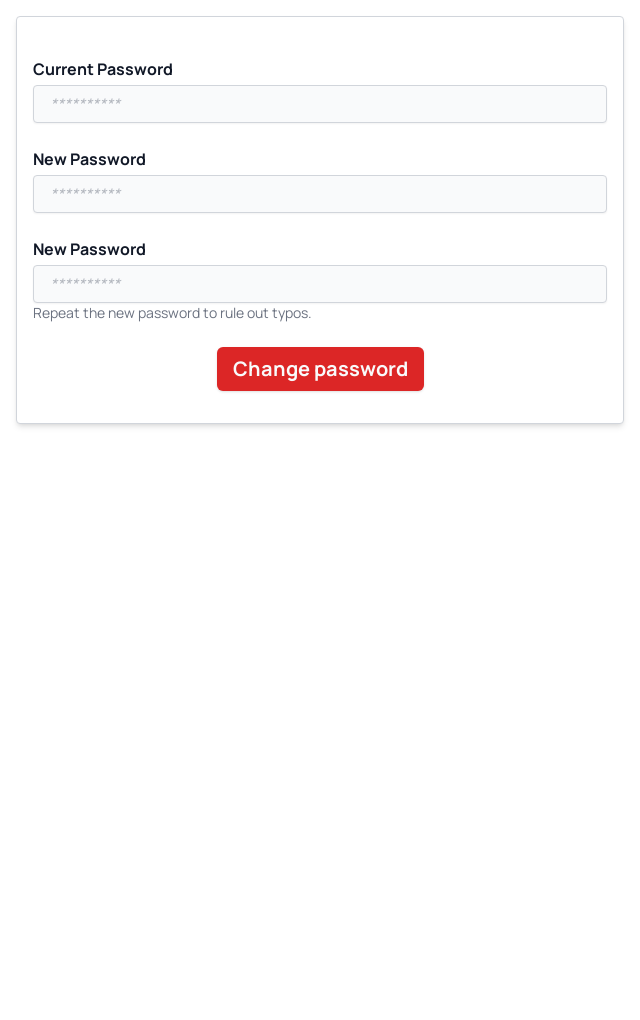 Current Password
**********
New Password
**********
New Password
**********
Repeat the new password to rule out typos.
Change password